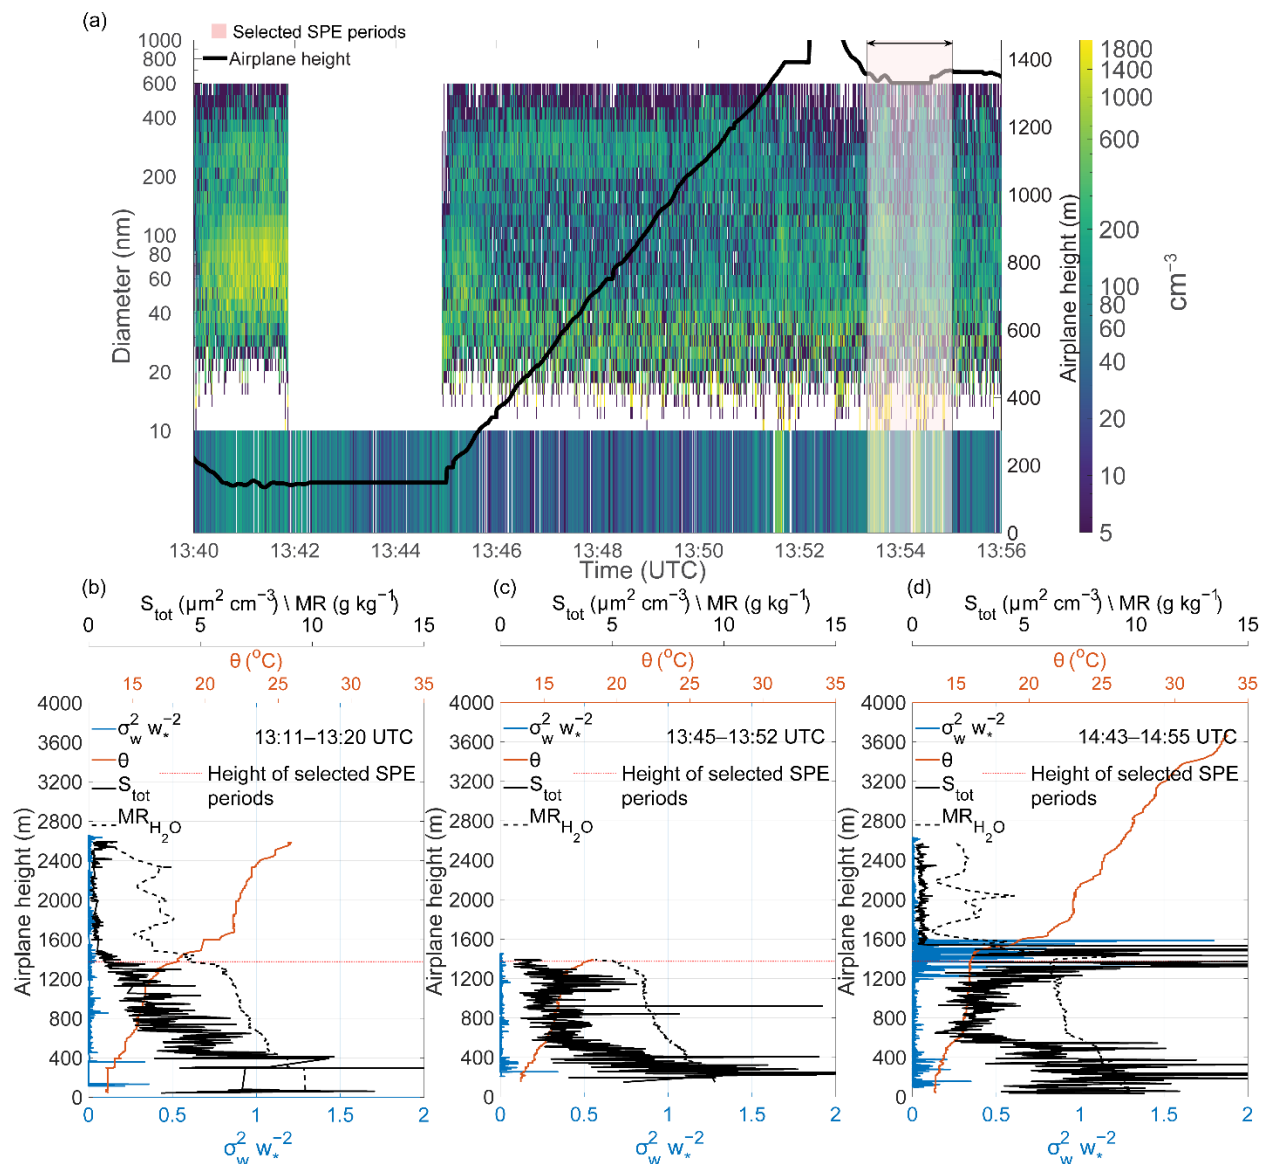 (a)
Selected SPE periods
Airplane height
1000
800
600
400
200
100
80
60
40
20
10
Diameter (nm)
1400
1200
1000
800
600
400
200
0
Airplane height (m)
1800
1400
1000
600
400
200
100
80
60
40
20
10
5
cm⁻³
13:40 13:42 13:44 13:46 13:48 13:50 13:52 13:54 13:56
Time (UTC)
(b)
S_tot (µm² cm⁻³) \ MR (g kg⁻¹)
0 5 10 15
θ (°C)
15 20 25 30 35
4000
3600
3200
2800
2400
2000
1600
1200
800
400
0
Airplane height (m)
σ_w² w_*⁻²
13:11–13:20 UTC
θ
Height of selected SPE
S_tot
periods
MR_H₂O
0 0.5 1 1.5 2
σ_w² w_*⁻²
(c)
S_tot (µm² cm⁻³) \ MR (g kg⁻¹)
0 5 10 15
θ (°C)
15 20 25 30 35
4000
3600
3200
2800
2400
2000
1600
1200
800
400
0
Airplane height (m)
σ_w² w_*⁻²
13:45–13:52 UTC
θ
Height of selected SPE
S_tot
periods
MR_H₂O
0 0.5 1 1.5 2
σ_w² w_*⁻²
(d)
S_tot (µm² cm⁻³) \ MR (g kg⁻¹)
0 5 10 15
θ (°C)
15 20 25 30 35
4000
3600
3200
2800
2400
2000
1600
1200
800
400
0
Airplane height (m)
σ_w² w_*⁻²
14:43–14:55 UTC
θ
Height of selected SPE
S_tot
periods
MR_H₂O
0 0.5 1 1.5 2
σ_w² w_*⁻²